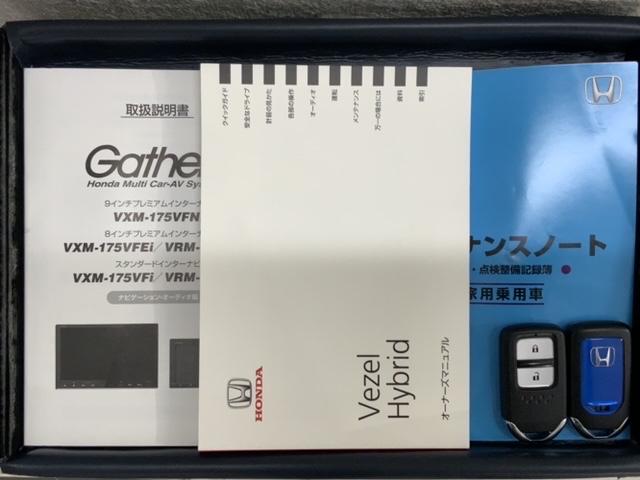 取扱説明書
Gathe
Honda Multi Car-AV Sy
9インチプレミアムインター
VXM-175VFN
8インチプレミアムインター
VXM-175VFEi/VRM-
スタンダードインターナビ
VXM-175VFi/VRM-
ナビゲーション・オーディオ
クイックガイド
安全なドライブ
計器の見かた
各部の操作
オーディオ
運転
メンテナンス
万一の場合には
資料
索引
HONDA
Vezel
Hybrid
オーナーズマニュアル
ナンスノート
・点検整備記録簿
家用乗用車